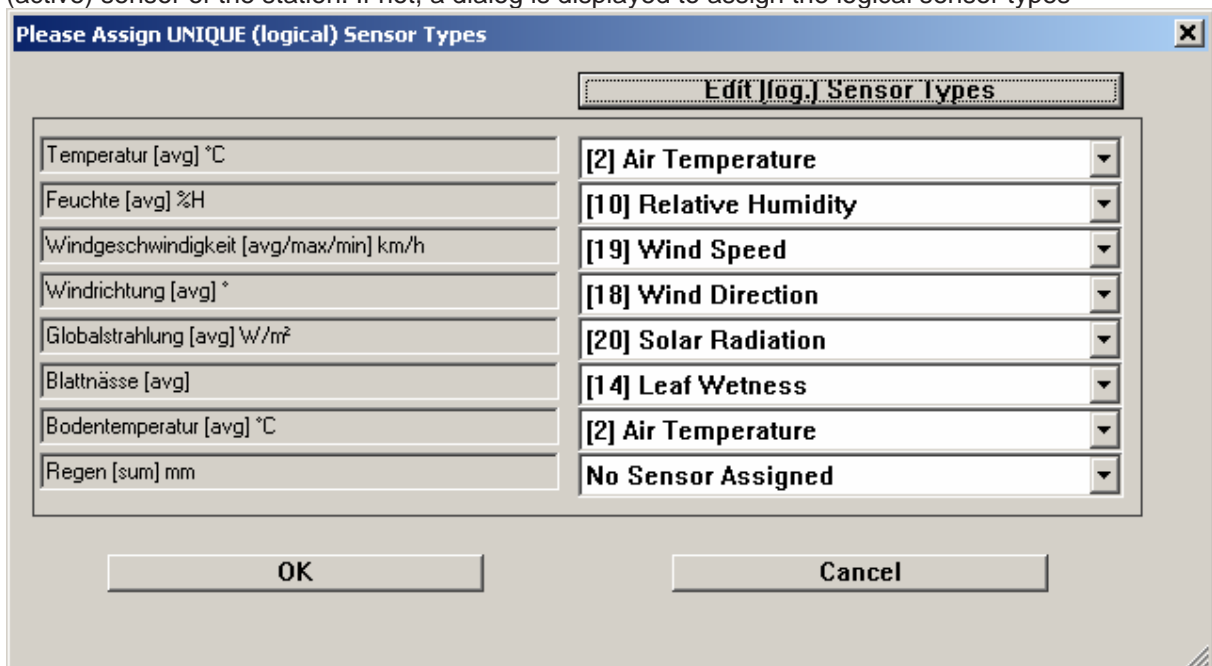 (active) sensor of the station. If not, a dialog is displayed to assign the logical sensor types
Please Assign UNIQUE (logical) Sensor Types
Edit (log.) Sensor Types
Temperatur [avg] °C [2] Air Temperature
Feuchte [avg] %H [10] Relative Humidity
Windgeschwindigkeit [avg/max/min] km/h [19] Wind Speed
Windrichtung [avg] ° [18] Wind Direction
Globalstrahlung [avg] W/m² [20] Solar Radiation
Blattnässe [avg] [14] Leaf Wetness
Bodentemperatur [avg] °C [2] Air Temperature
Regen [sum] mm No Sensor Assigned
OK Cancel